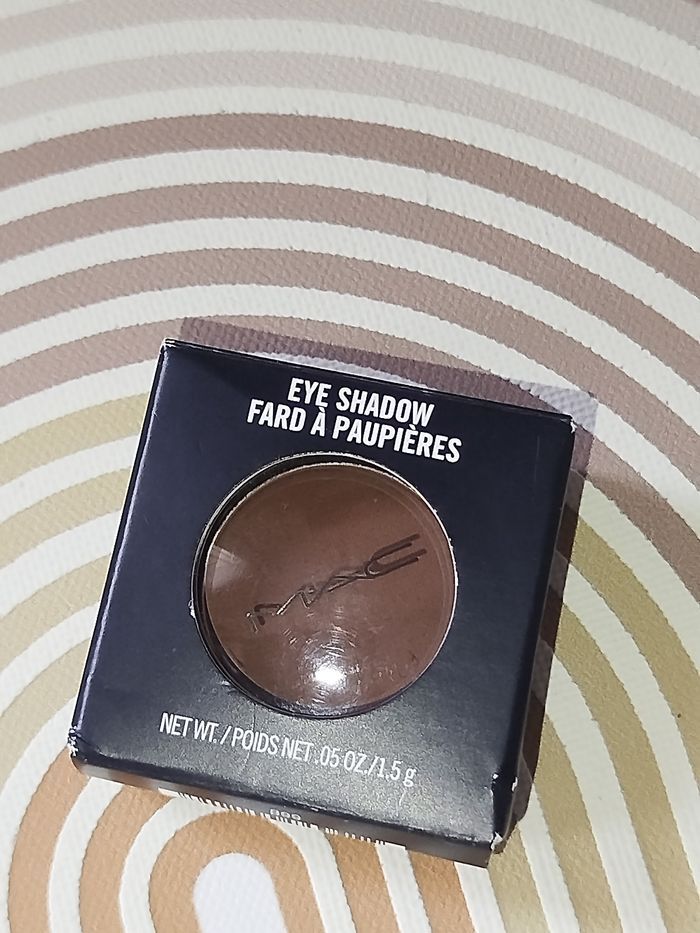 EYE SHADOW
FARD À PAUPIÈRES
MAC
NET WT. / POIDS NET .05 OZ./1.5 g